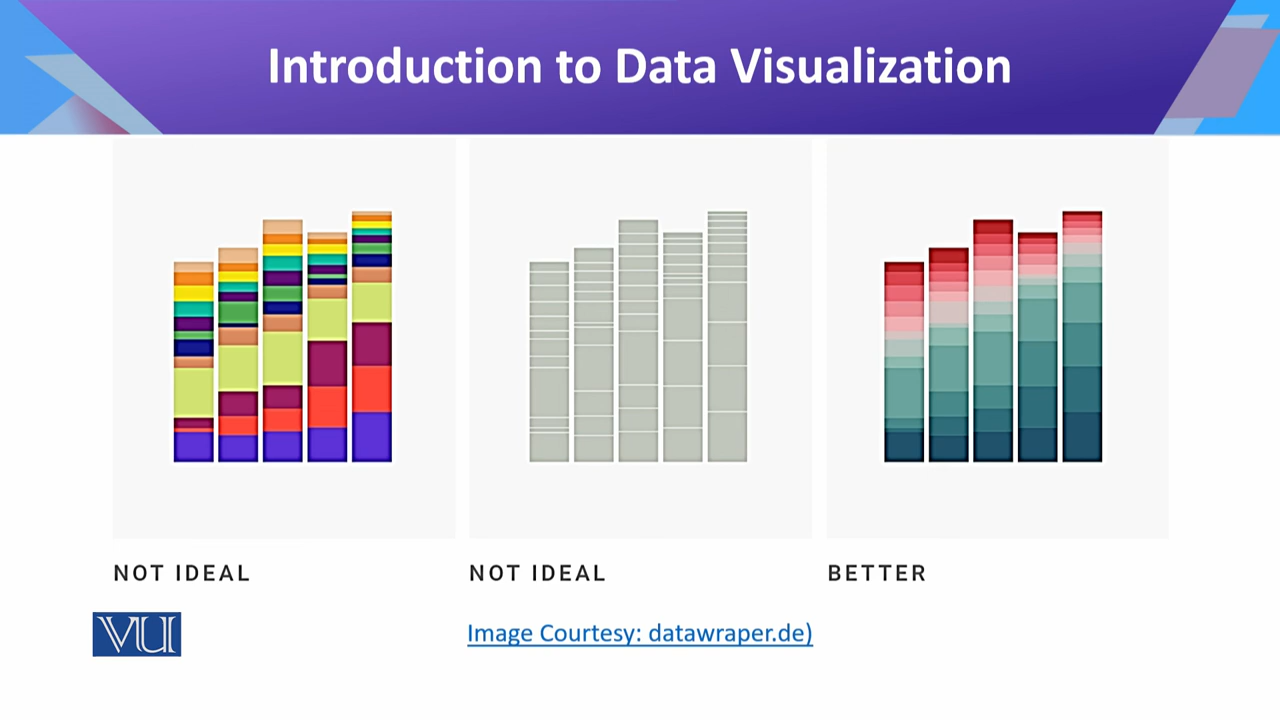 Introduction to Data Visualization
NOT IDEAL
NOT IDEAL
BETTER
VU
Image Courtesy: datawraper.de)